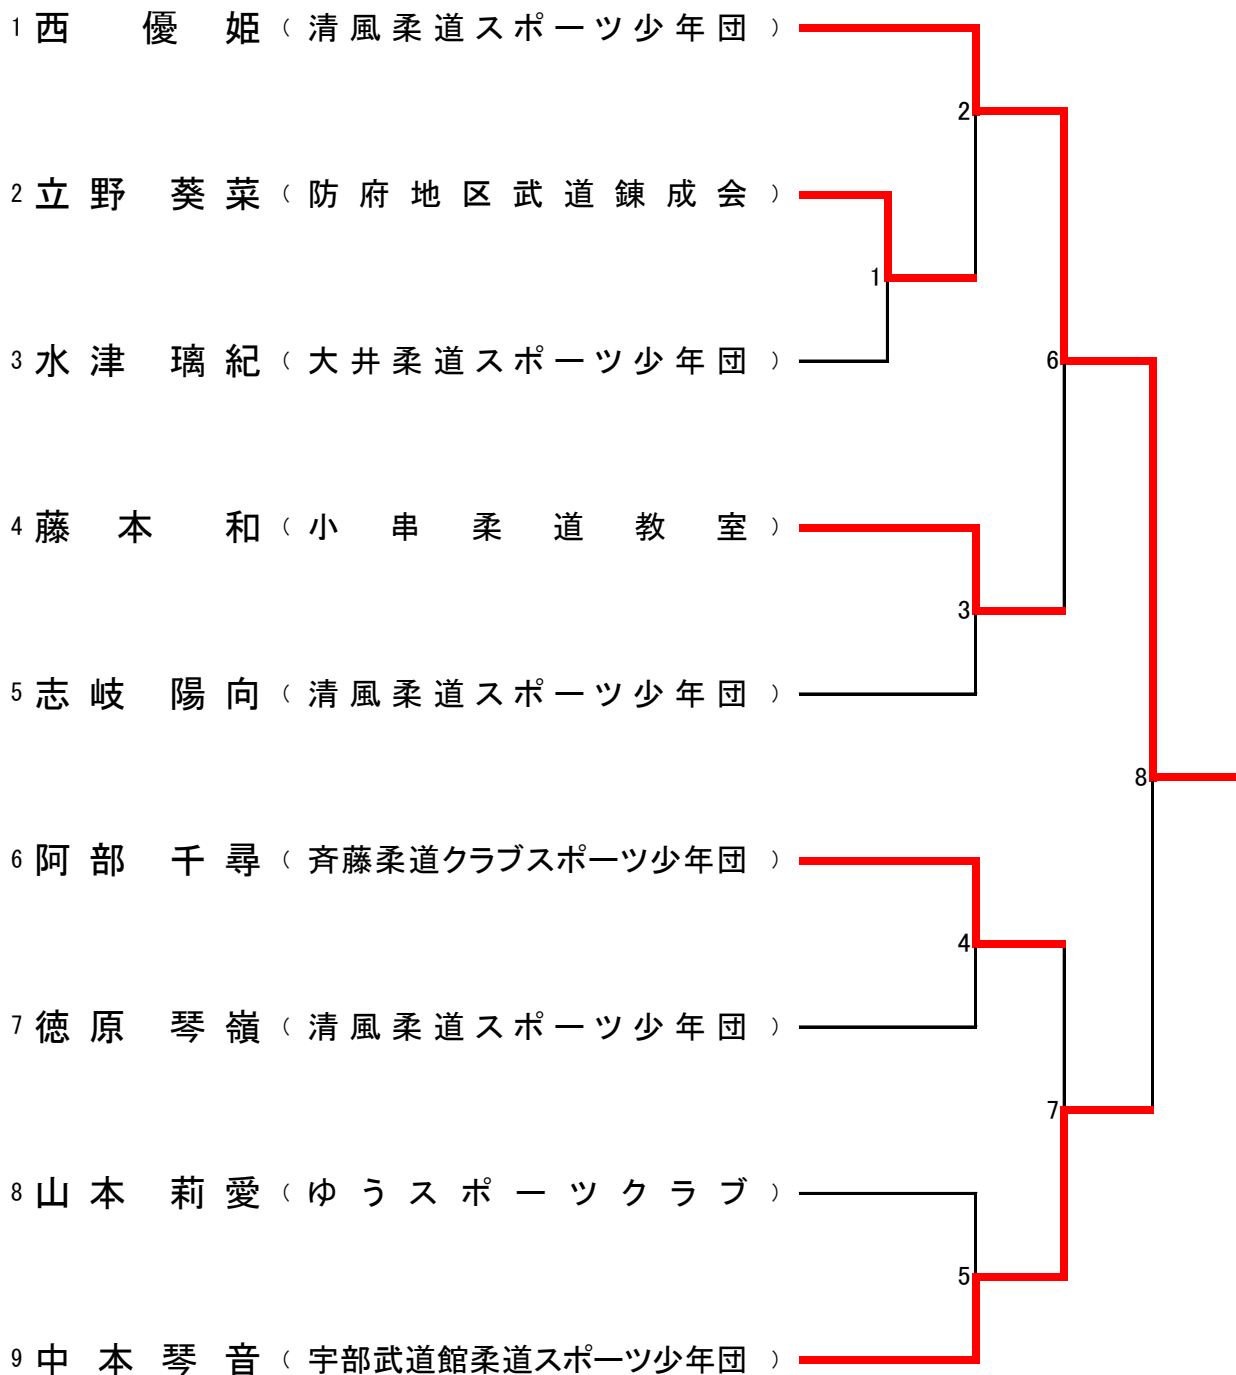 1 西 優 姫 ( 清風柔道スポーツ少年団 )
2
2 立野 葵菜 ( 防府地区武道錬成会 )
1
3 水津 璃紀 ( 大井柔道スポーツ少年団 )
6
4 藤本 和 ( 小串柔道教室 )
3
5 志岐 陽向 ( 清風柔道スポーツ少年団 )
8
6 阿部 千尋 ( 斉藤柔道クラブスポーツ少年団 )
4
7 徳原 琴嶺 ( 清風柔道スポーツ少年団 )
7
8 山本 莉愛 ( ゆうスポーツクラブ )
5
9 中本琴音 ( 宇部武道館柔道スポーツ少年団 )